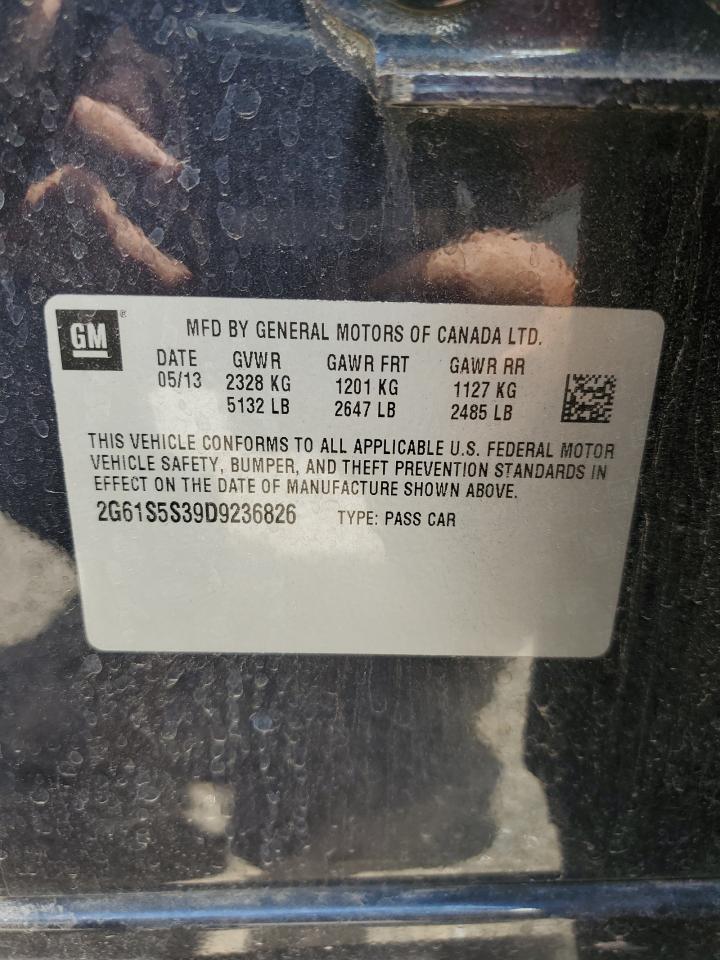 GM ®
MFD BY GENERAL MOTORS OF CANADA LTD.
DATE GVWR GAWR FRT GAWR RR
05/13 2328 KG 1201 KG 1127 KG
5132 LB 2647 LB 2485 LB
THIS VEHICLE CONFORMS TO ALL APPLICABLE U.S. FEDERAL MOTOR
VEHICLE SAFETY, BUMPER, AND THEFT PREVENTION STANDARDS IN
EFFECT ON THE DATE OF MANUFACTURE SHOWN ABOVE.
2G61S5S39D9236826 TYPE: PASS CAR